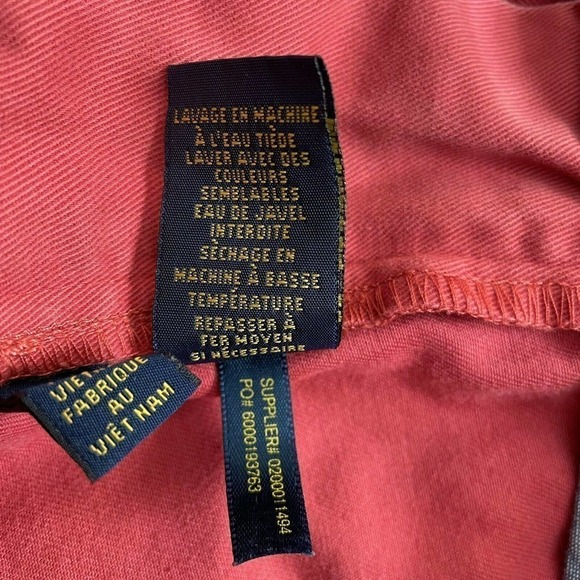 LAVAGE EN MACHINE
À L'EAU TIÈDE
LAVER AVEC DES
COULEURS
SEMBLABLES
EAU DE JAVEL
INTERDITE
SÉCHAGE EN
MACHINE À BASSE
TEMPÉRATURE
REPASSER À
FER MOYEN
SI NÉCESSAIRE
FABRIQUÉ
AU
VIÊT NAM
SUPPLIER# 0200011494
PO# 6000193763